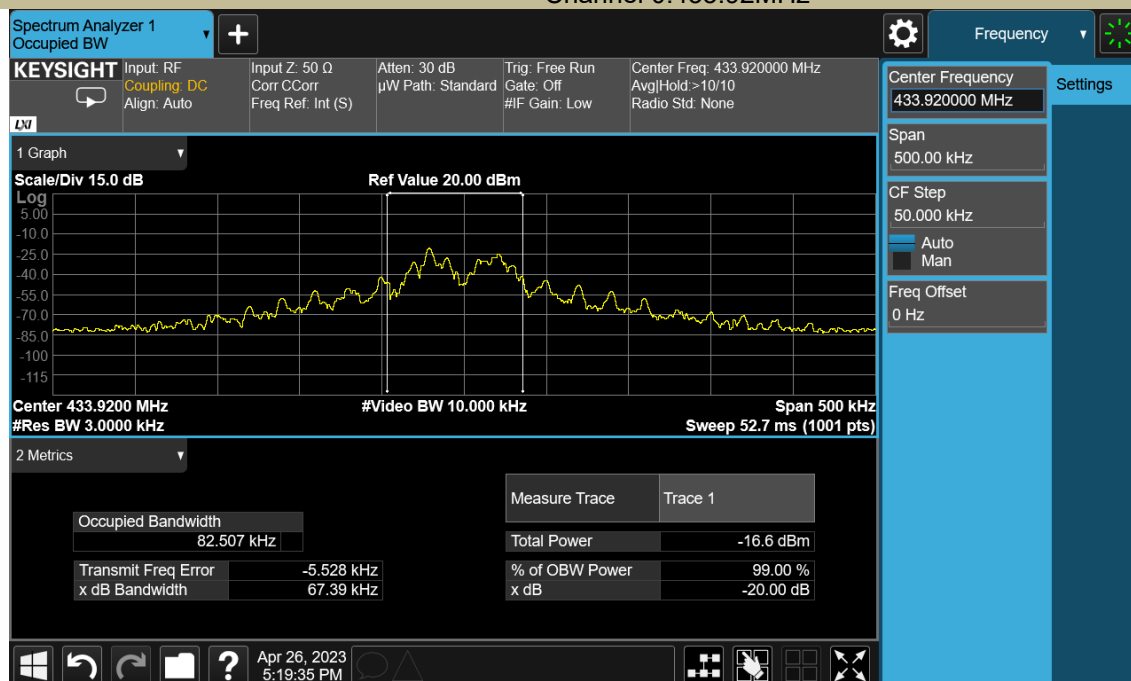 Spectrum Analyzer 1
Occupied BW
Frequency
KEYSIGHT
Input: RF
Coupling: DC
Align: Auto
Input Z: 50 Ω
Corr CCorr
Freq Ref: Int (S)
Atten: 30 dB
µW Path: Standard
Trig: Free Run
Gate: Off
#IF Gain: Low
Center Freq: 433.920000 MHz
Avg|Hold:>10/10
Radio Std: None
LXI
Center Frequency
433.920000 MHz
Settings
Span
500.00 kHz
CF Step
50.000 kHz
Auto
Man
Freq Offset
0 Hz
1 Graph
Scale/Div 15.0 dB
Ref Value 20.00 dBm
Log
5.00
-10.0
-25.0
-40.0
-55.0
-70.0
-85.0
-100
-115
Center 433.9200 MHz
#Video BW 10.000 kHz
Span 500 kHz
#Res BW 3.0000 kHz
Sweep 52.7 ms (1001 pts)
2 Metrics
Measure Trace Trace 1
Occupied Bandwidth
82.507 kHz
Total Power -16.6 dBm
Transmit Freq Error -5.528 kHz
% of OBW Power 99.00 %
x dB Bandwidth 67.39 kHz
x dB -20.00 dB
?
Apr 26, 2023
5:19:35 PM